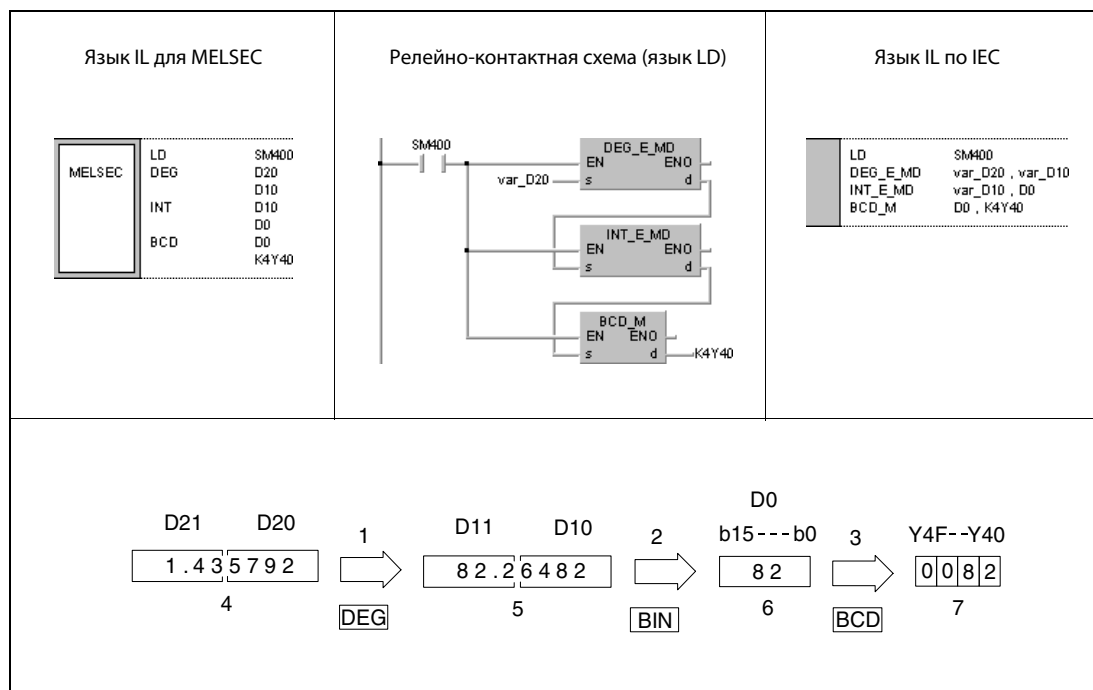 Язык IL для MELSEC
Релейно-контактная схема (язык LD)
Язык IL по IEC
MELSEC
LD SM400
DEG D20
D10
INT D10
D0
BCD D0
K4Y40
SM400
DEG_E_MD
EN ENO
var_D20 s d
INT_E_MD
EN ENO
s d
BCD_M
EN ENO
s d K4Y40
LD SM400
DEG_E_MD var_D20 , var_D10
INT_E_MD var_D10 , D0
BCD_M D0 , K4Y40
D21 D20
1.435792
4
1
DEG
D11 D10
82.26482
5
2
BIN
D0
b15---b0
82
6
3
BCD
Y4F--Y40
0082
7